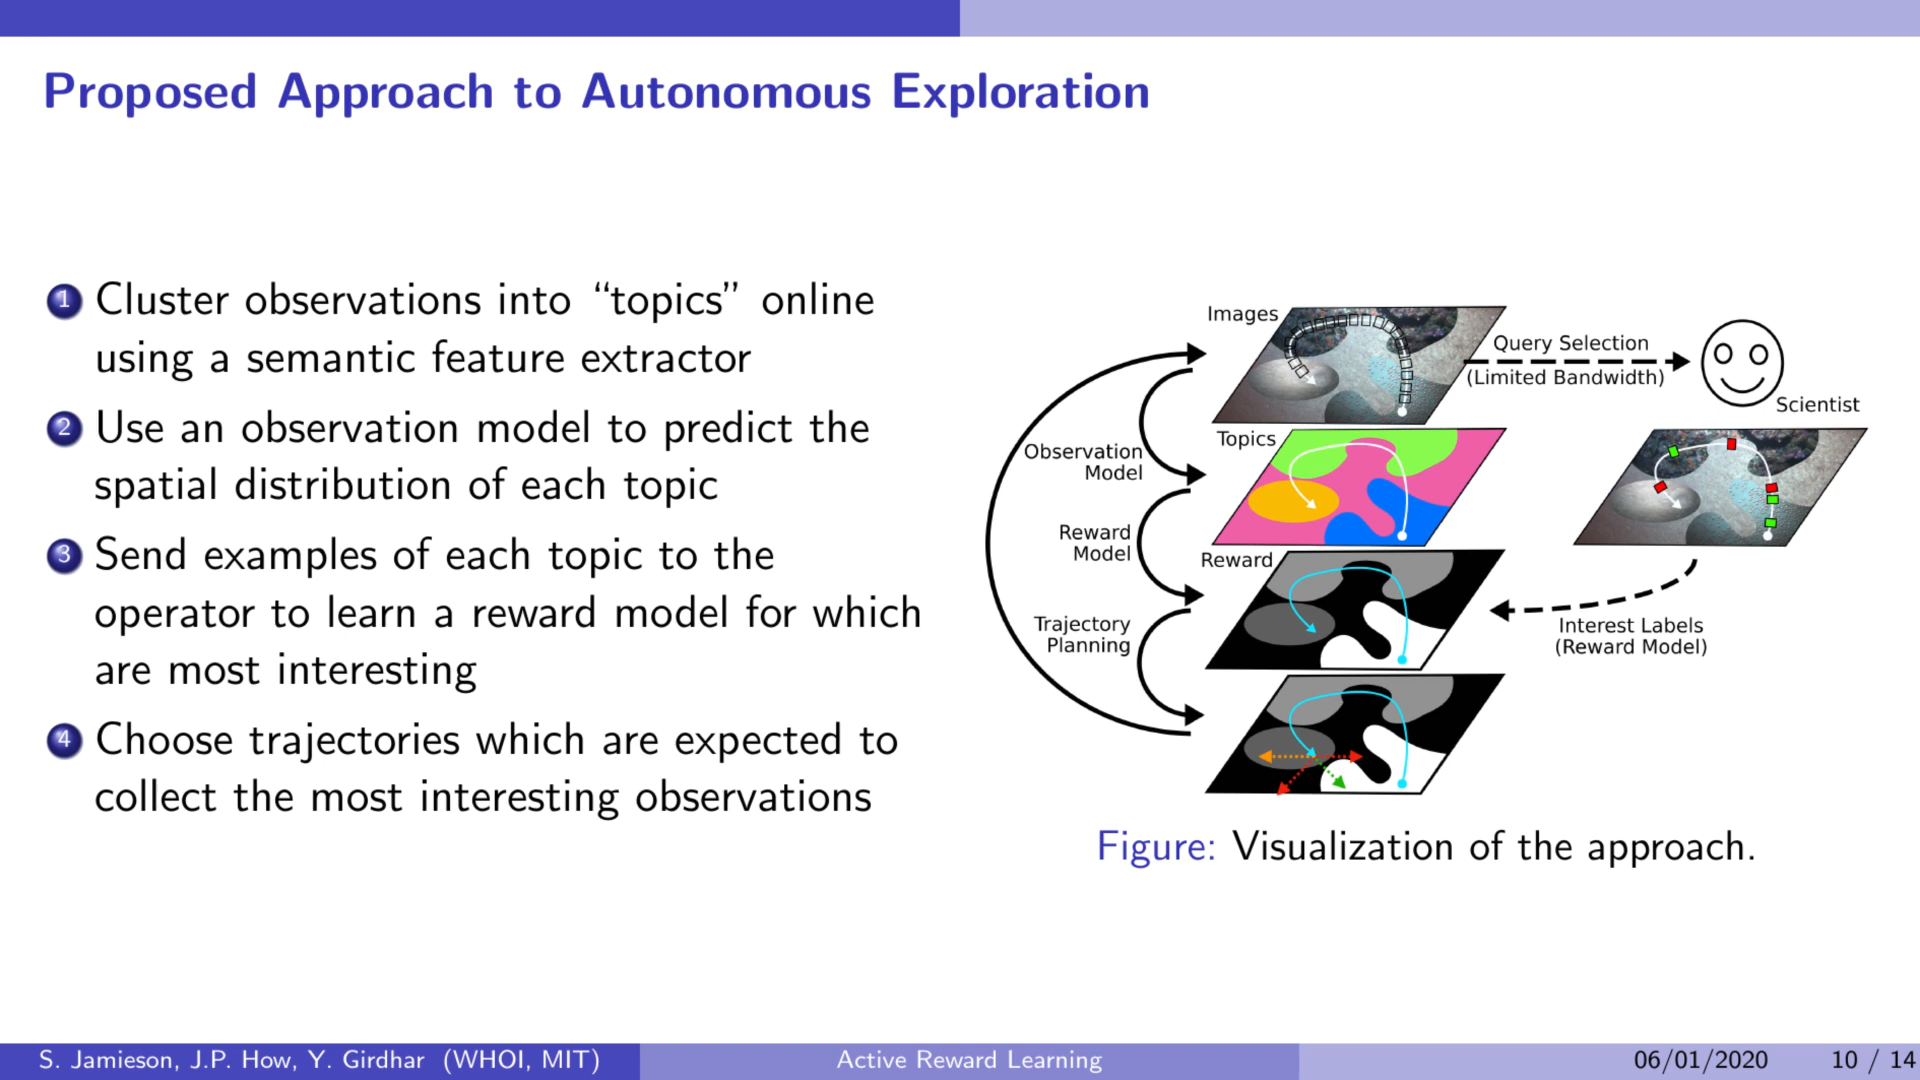 Proposed Approach to Autonomous Exploration
1 Cluster observations into “topics” online
using a semantic feature extractor
2 Use an observation model to predict the
spatial distribution of each topic
3 Send examples of each topic to the
operator to learn a reward model for which
are most interesting
4 Choose trajectories which are expected to
collect the most interesting observations
Images
Query Selection
(Limited Bandwidth)
Scientist
Observation
Model
Topics
Reward
Model
Reward
Trajectory
Planning
Interest Labels
(Reward Model)
Figure: Visualization of the approach.
S. Jamieson, J.P. How, Y. Girdhar (WHOI, MIT)
Active Reward Learning
06/01/2020
10 / 14